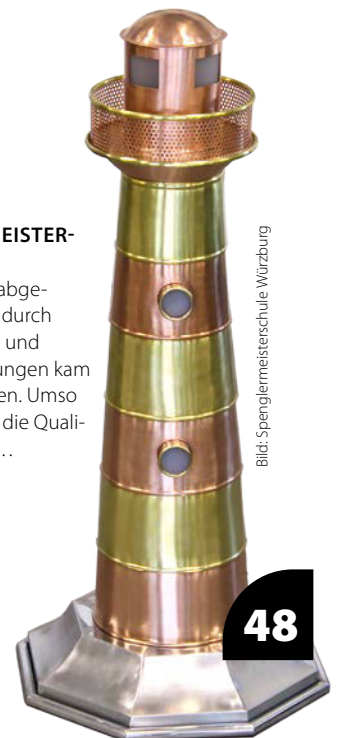 EISTER-
abge-
durch
und
ungen kam
en. Umso
die Quali-
…
Bild: Spenglermeisterschule Würzburg
48